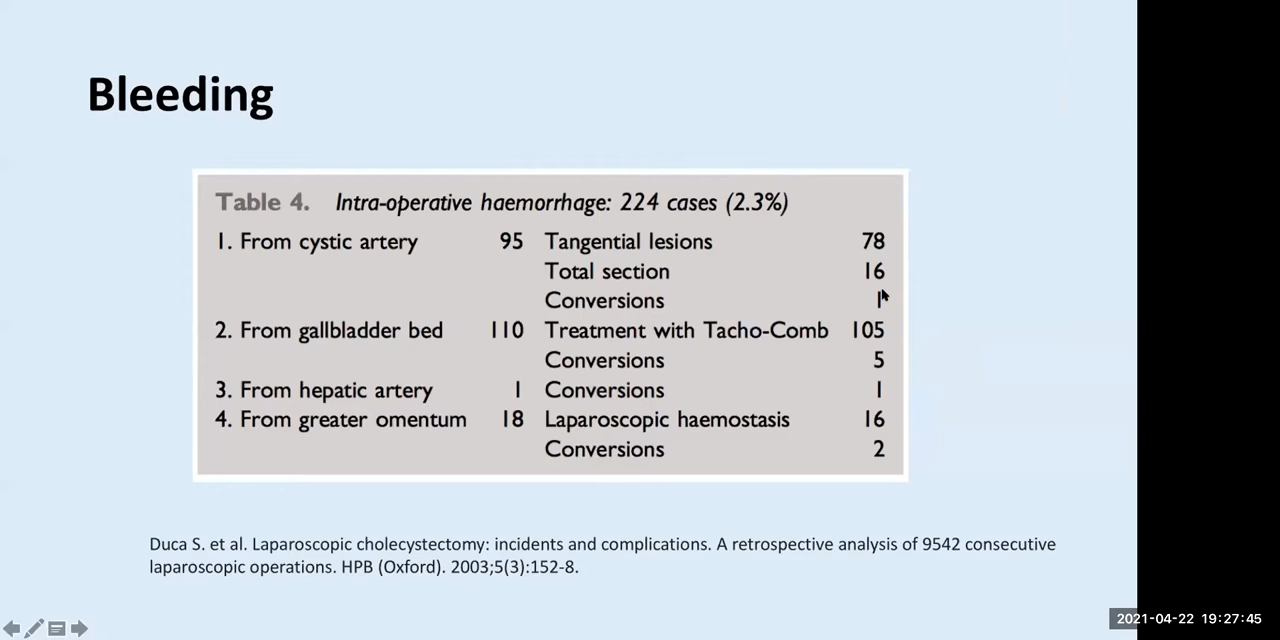 Bleeding
Table 4. Intra-operative haemorrhage: 224 cases (2.3%)
1. From cystic artery 95 Tangential lesions 78
Total section 16
Conversions 1
2. From gallbladder bed 110 Treatment with Tacho-Comb 105
Conversions 5
3. From hepatic artery 1 Conversions 1
4. From greater omentum 18 Laparoscopic haemostasis 16
Conversions 2
Duca S. et al. Laparoscopic cholecystectomy: incidents and complications. A retrospective analysis of 9542 consecutive
laparoscopic operations. HPB (Oxford). 2003;5(3):152-8.
2021-04-22 19:27:45